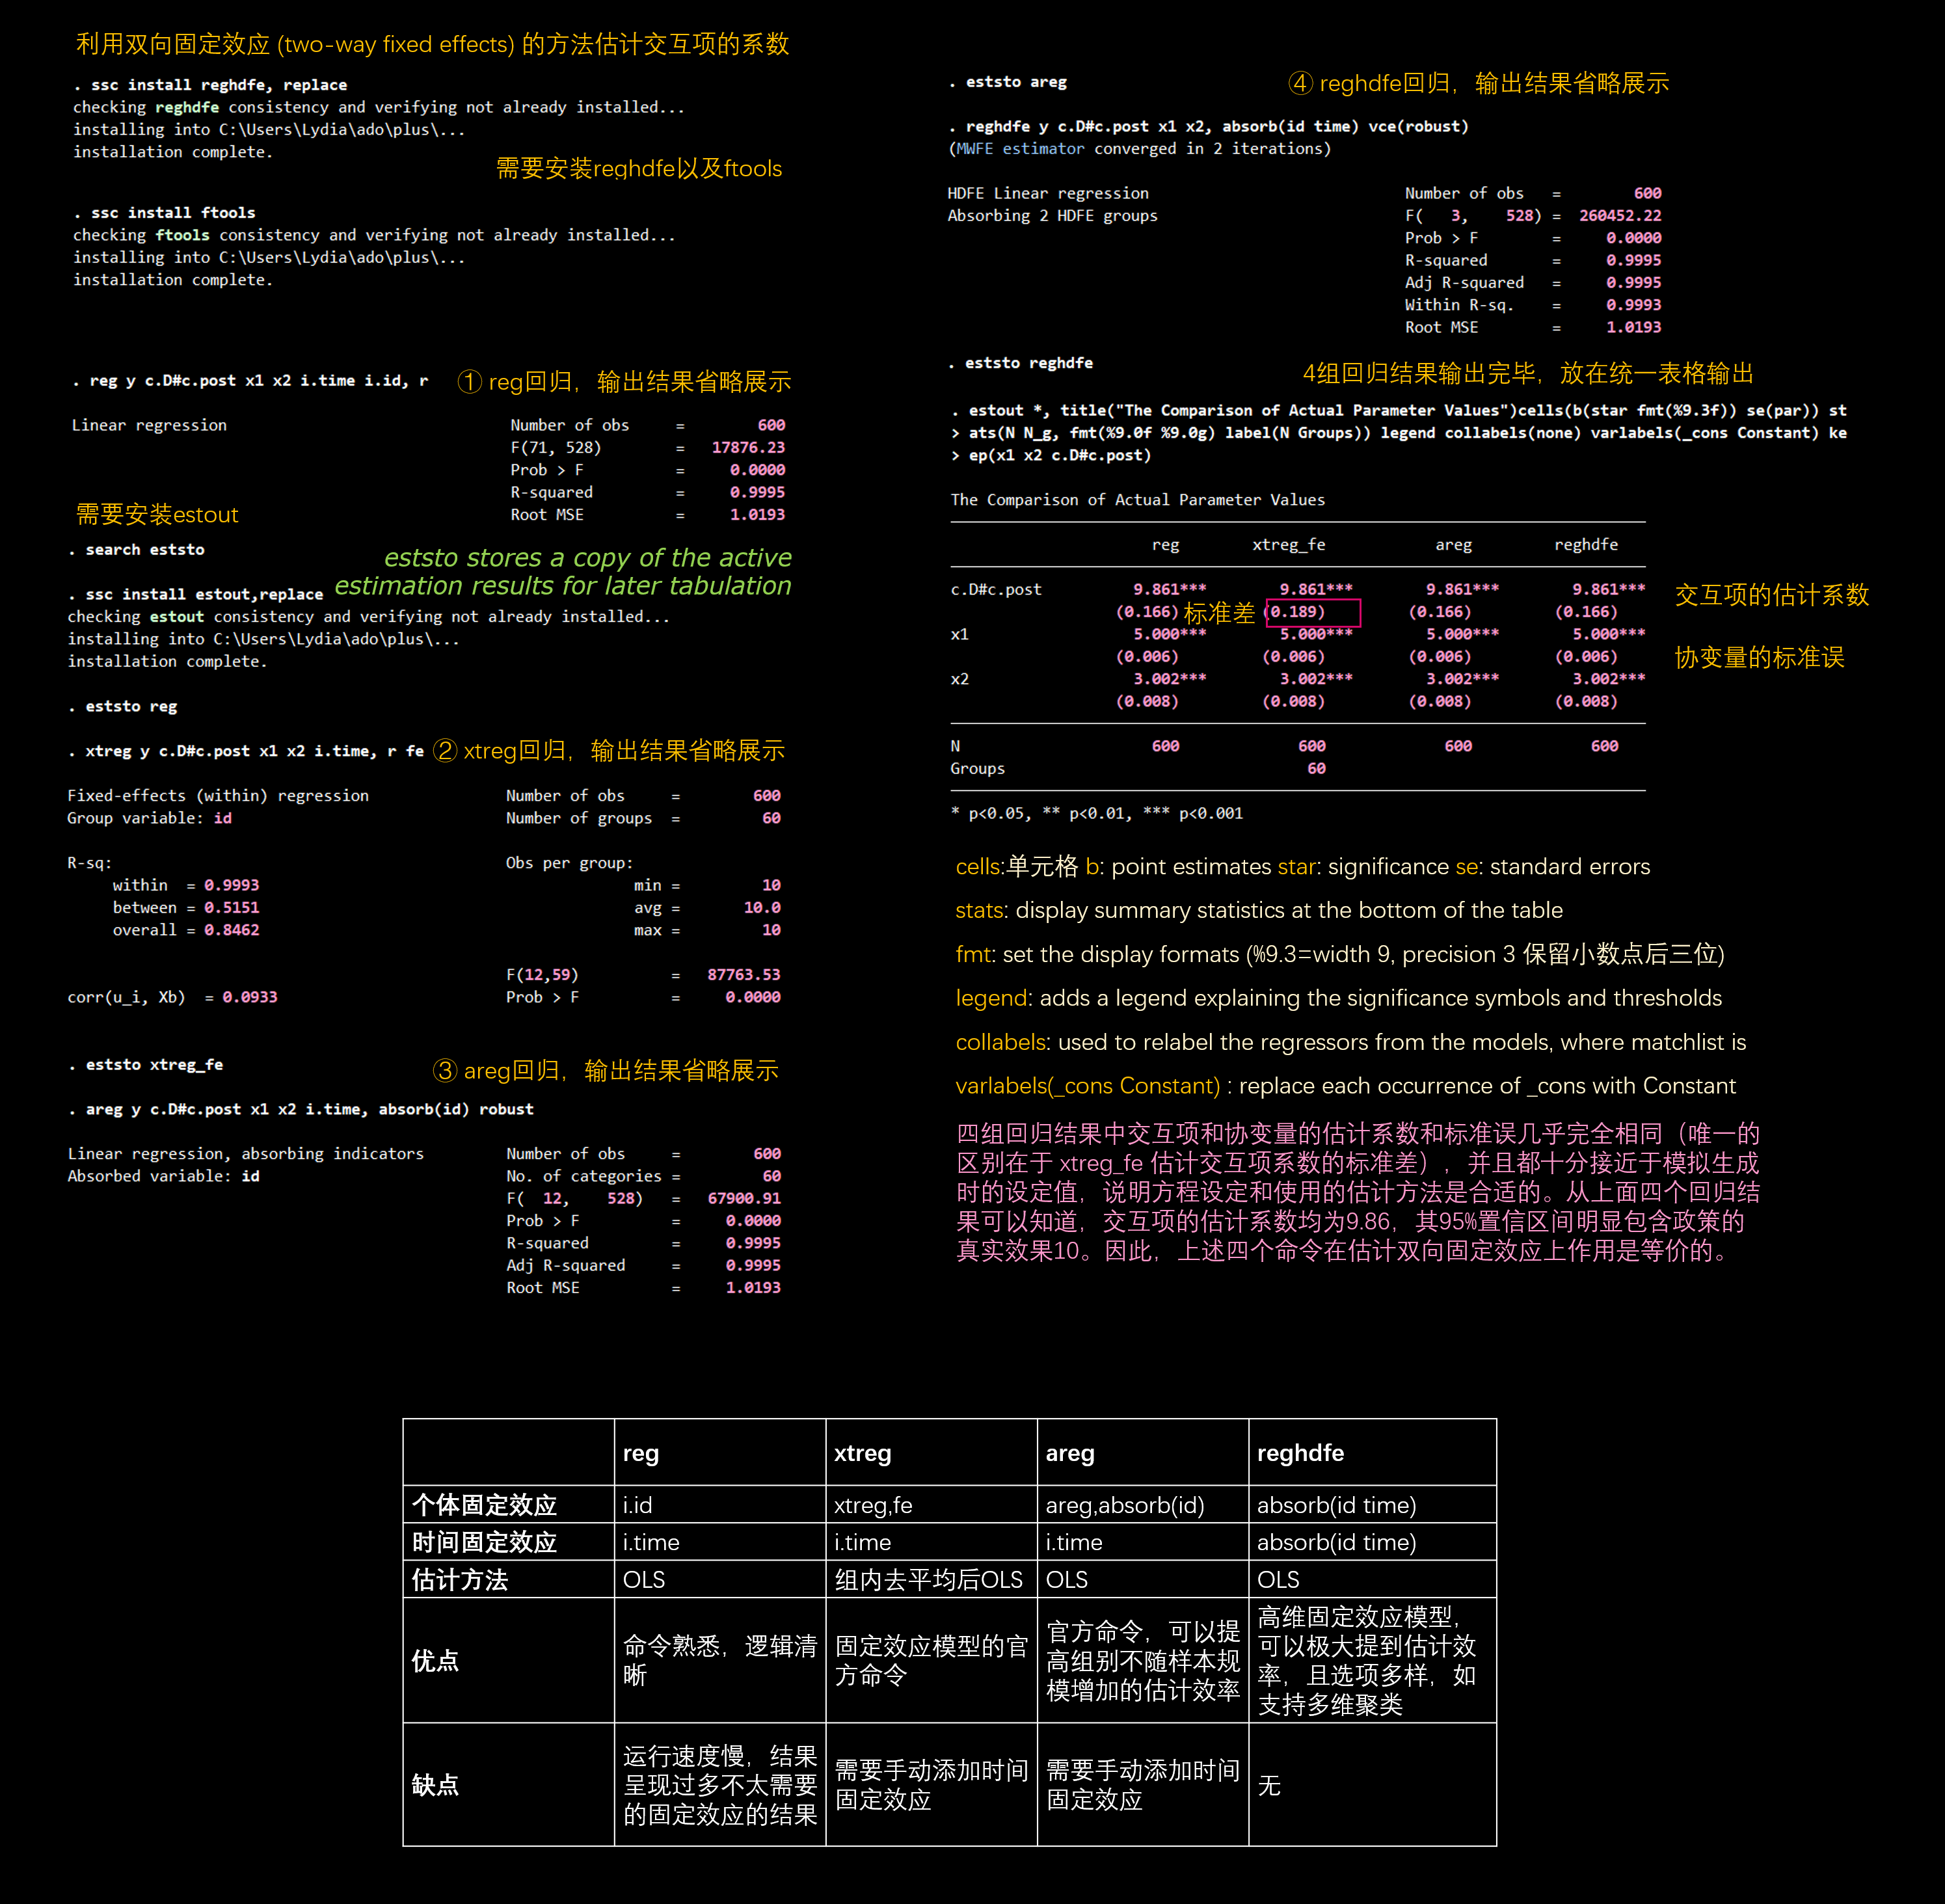 利用双向固定效应 (two-way fixed effects) 的方法估计交互项的系数
. ssc install reghdfe, replace
checking reghdfe consistency and verifying not already installed...
installing into C:\Users\Lydia\ado\plus\...
installation complete.
需要安装reghdfe以及ftools
. ssc install ftools
checking ftools consistency and verifying not already installed...
installing into C:\Users\Lydia\ado\plus\...
installation complete.
. reg y c.D#c.post x1 x2 i.time i.id, r
① reg回归，输出结果省略展示
Linear regression Number of obs = 600
F(71, 528) = 17876.23
Prob > F = 0.0000
R-squared = 0.9995
Root MSE = 1.0193
需要安装estout
. search eststo
eststo stores a copy of the active
estimation results for later tabulation
. ssc install estout,replace
checking estout consistency and verifying not already installed...
installing into C:\Users\Lydia\ado\plus\...
installation complete.
. eststo reg
. xtreg y c.D#c.post x1 x2 i.time, r fe
② xtreg回归，输出结果省略展示
Fixed-effects (within) regression Number of obs = 600
Group variable: id Number of groups = 60
R-sq: Obs per group:
within = 0.9993 min = 10
between = 0.5151 avg = 10.0
overall = 0.8462 max = 10
F(12,59) = 87763.53
corr(u_i, Xb) = 0.0933 Prob > F = 0.0000
. eststo xtreg_fe
③ areg回归，输出结果省略展示
. areg y c.D#c.post x1 x2 i.time, absorb(id) robust
Linear regression, absorbing indicators Number of obs = 600
Absorbed variable: id No. of categories = 60
F( 12, 528) = 67900.91
Prob > F = 0.0000
R-squared = 0.9995
Adj R-squared = 0.9995
Root MSE = 1.0193
. eststo areg
④ reghdfe回归，输出结果省略展示
. reghdfe y c.D#c.post x1 x2, absorb(id time) vce(robust)
(MWFE estimator converged in 2 iterations)
HDFE Linear regression Number of obs = 600
Absorbing 2 HDFE groups F( 3, 528) = 260452.22
Prob > F = 0.0000
R-squared = 0.9995
Adj R-squared = 0.9995
Within R-sq. = 0.9993
Root MSE = 1.0193
. eststo reghdfe
4组回归结果输出完毕，放在统一表格输出
. estout *, title("The Comparison of Actual Parameter Values")cells(b(star fmt(%9.3f)) se(par)) st
> ats(N N_g, fmt(%9.0f %9.0g) label(N Groups)) legend collabels(none) varlabels(_cons Constant) ke
> ep(x1 x2 c.D#c.post)
The Comparison of Actual Parameter Values
reg xtreg_fe areg reghdfe
c.D#c.post 9.861*** 9.861*** 9.861*** 9.861*** 交互项的估计系数
(0.166) 标准差 (0.189) (0.166) (0.166)
x1 5.000*** 5.000*** 5.000*** 5.000***
(0.006) (0.006) (0.006) (0.006) 协变量的标准误
x2 3.002*** 3.002*** 3.002*** 3.002***
(0.008) (0.008) (0.008) (0.008)
N 600 600 600 600
Groups 60
* p<0.05, ** p<0.01, *** p<0.001
cells:单元格 b: point estimates star: significance se: standard errors
stats: display summary statistics at the bottom of the table
fmt: set the display formats (%9.3=width 9, precision 3 保留小数点后三位)
legend: adds a legend explaining the significance symbols and thresholds
collabels: used to relabel the regressors from the models, where matchlist is
varlabels(_cons Constant) : replace each occurrence of _cons with Constant
四组回归结果中交互项和协变量的估计系数和标准误几乎完全相同（唯一的
区别在于 xtreg_fe 估计交互项系数的标准差），并且都十分接近于模拟生成
时的设定值，说明方程设定和使用的估计方法是合适的。从上面四个回归结
果可以知道，交互项的估计系数均为9.86，其95%置信区间明显包含政策的
真实效果10。因此，上述四个命令在估计双向固定效应上作用是等价的。
reg xtreg areg reghdfe
个体固定效应 i.id xtreg,fe areg,absorb(id) absorb(id time)
时间固定效应 i.time i.time i.time absorb(id time)
估计方法 OLS 组内去平均后OLS OLS OLS
优点
命令熟悉，逻辑清
晰
固定效应模型的官
方命令
官方命令，可以提
高组别不随样本规
模增加的估计效率
高维固定效应模型，
可以极大提到估计效
率，且选项多样，如
支持多维聚类
缺点
运行速度慢，结果
呈现过多不太需要
的固定效应的结果
需要手动添加时间
固定效应
需要手动添加时间
固定效应
无